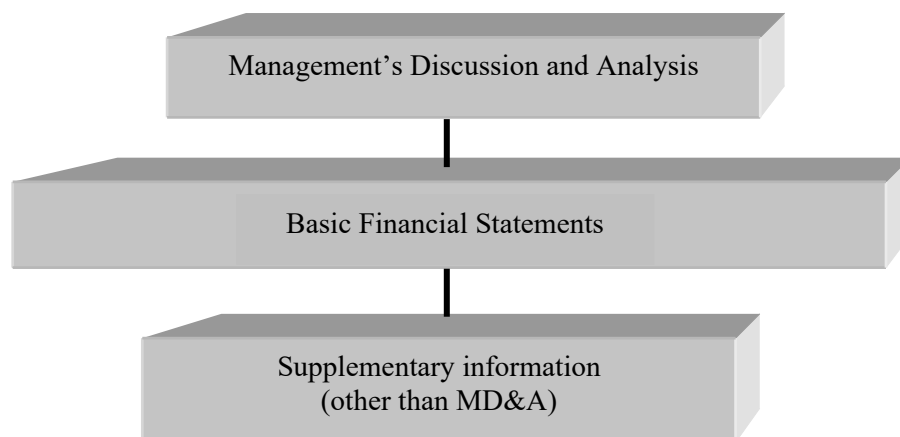 Management’s Discussion and Analysis
Basic Financial Statements
Supplementary information
(other than MD&A)